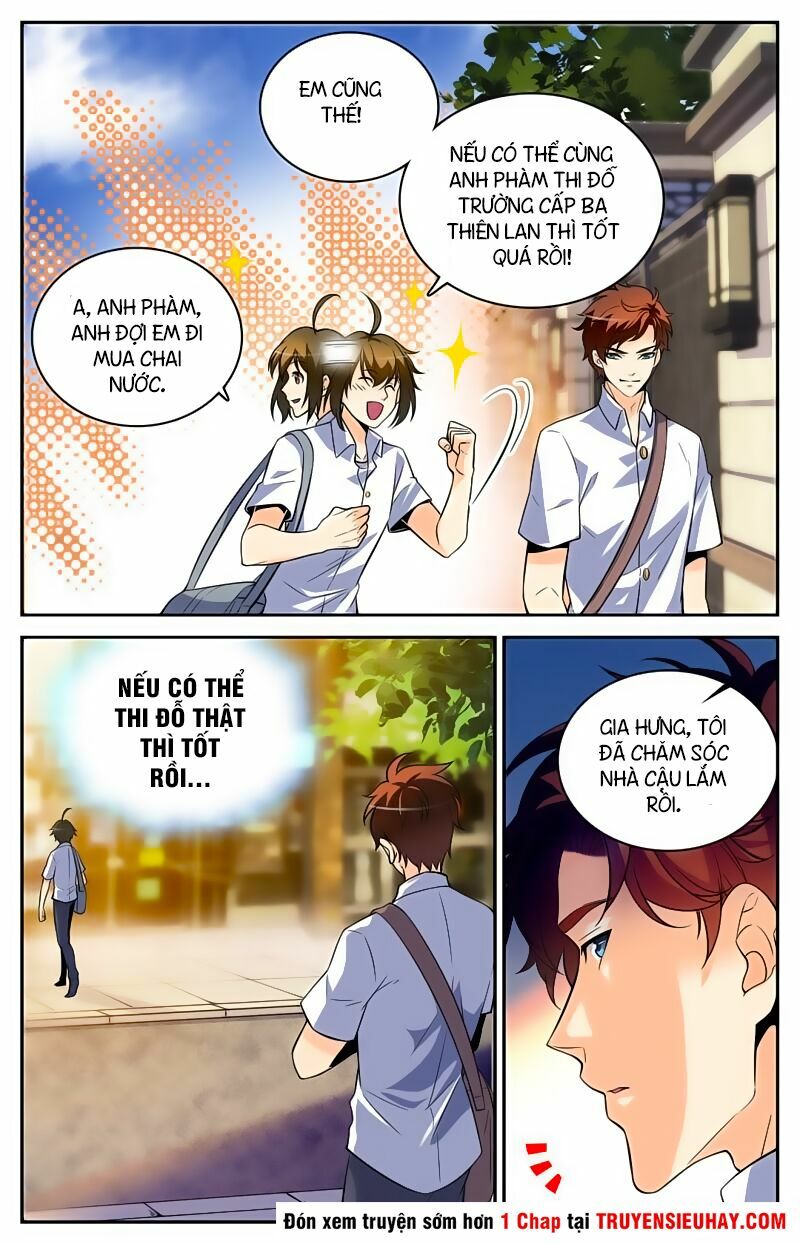 EM CŨNG
THẾ!
NẾU CÓ THỂ CÙNG
ANH PHÀM THI ĐỖ
TRƯỜNG CẤP BA
THIÊN LAN THÌ TỐT
QUÁ RỒI!
A, ANH PHÀM,
ANH ĐỢI EM ĐI
MUA CHAI
NƯỚC.
NẾU CÓ THỂ
THI ĐỖ THẬT
THÌ TỐT
RỒI...
GIA HƯNG, TÔI
ĐÃ CHĂM SÓC
NHÀ CẬU LẮM
RỒI.
Đón xem truyện sớm hơn 1 Chap tại TRUYENSIEUHAY.COM